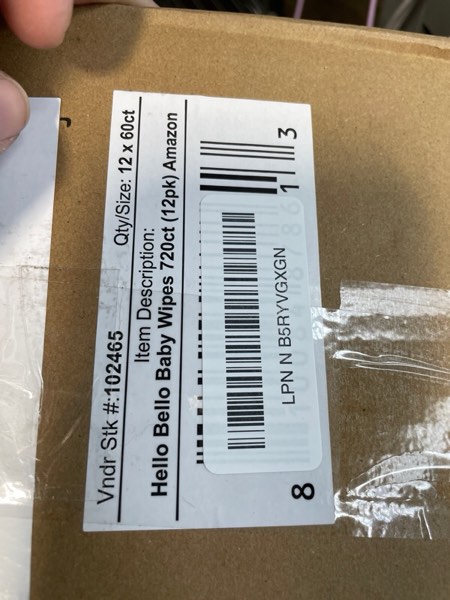 Vndr Stk #:102465 Qty/Size: 12 x 60ct
Item Description:
Hello Bello Baby Wipes 720ct (12pk) Amazon
LPN N B5RYVGXGN
8 1 3